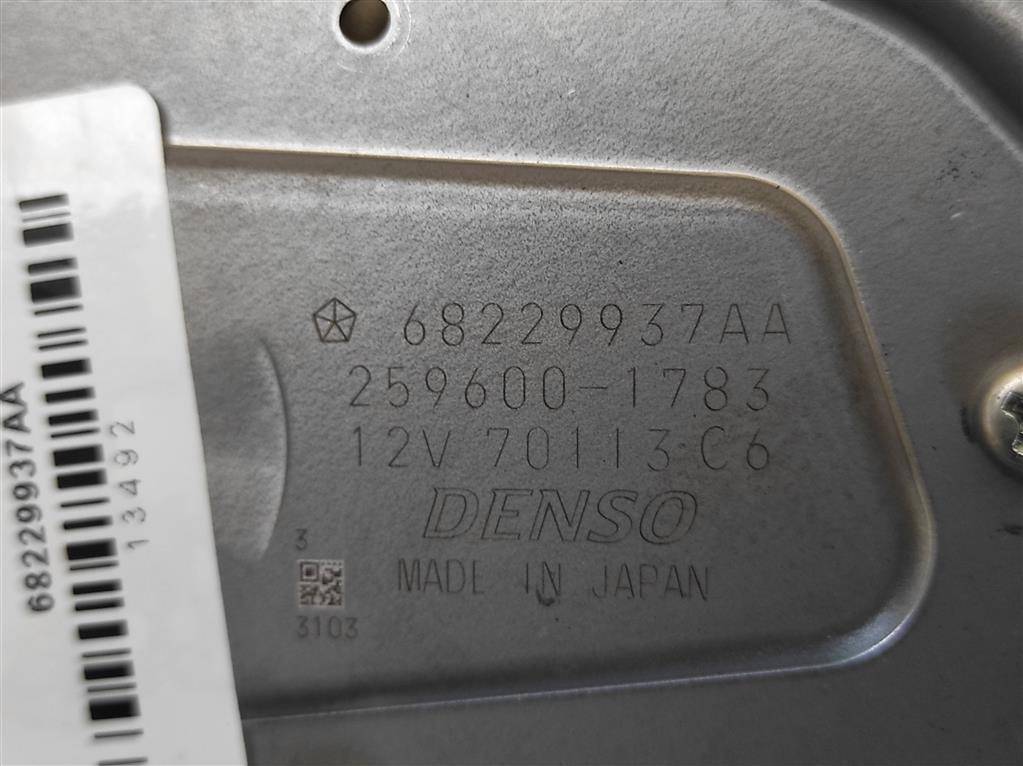 68229937AA
13492
68229937AA
259600-1783
12V 70113 C6
DENSO
MADE IN JAPAN
3
3103